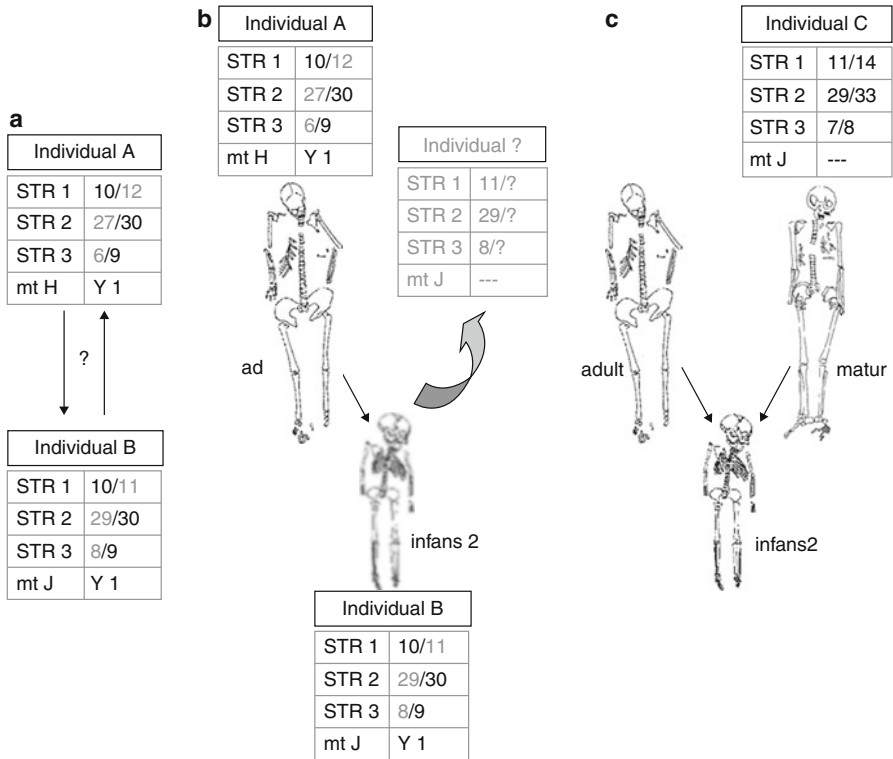 a
Individual A
STR 1 10/12
STR 2 27/30
STR 3 6/9
mt H Y 1
?
Individual B
STR 1 10/11
STR 2 29/30
STR 3 8/9
mt J Y 1
b
Individual A
STR 1 10/12
STR 2 27/30
STR 3 6/9
mt H Y 1
Individual ?
STR 1 11/?
STR 2 29/?
STR 3 8/?
mt J ---
ad
infans 2
Individual B
STR 1 10/11
STR 2 29/30
STR 3 8/9
mt J Y 1
c
Individual C
STR 1 11/14
STR 2 29/33
STR 3 7/8
mt J ---
adult
matur
infans2